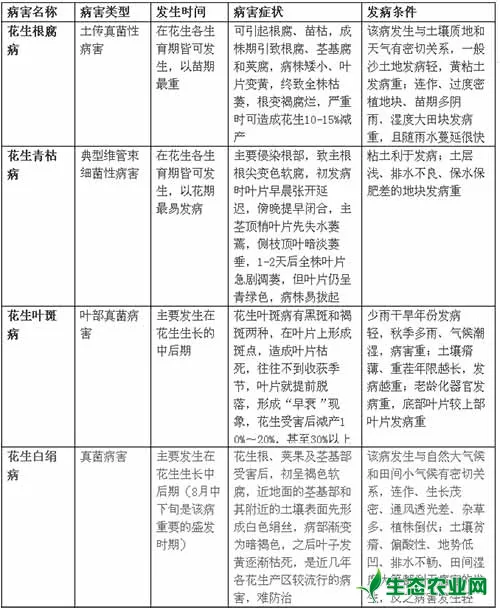 病害名称 病害类型 发生时间 病害症状 发病条件
花生根腐
病
土传真菌性
病害
在花生各生
育期皆可发
生，以苗期
最重
可引起根腐、苗枯，成
株期引致根腐、茎基腐
和荚腐，病株矮小、叶
片变黄，终致全株枯
萎，根变褐腐烂，严重
时可造成花生10-15%减
产
该病发生与土壤质地和
天气有密切关系，一般
沙土地发病轻，黄粘土
发病重；连作、过度密
植地块、苗期多阴
雨、湿度大田块发病
重，且随雨水蔓延很快
花生青枯
病
典型维管束
细菌性病害
在花生各生
育期皆可发
生，以花期
最易发病
主要侵染根部，致主根
根尖变色软腐，初发病
时叶片早晨张开延
迟，傍晚提早闭合，主
茎顶梢叶片先失水萎
蔫，侧枝顶叶暗淡萎
垂，1-2天后全株叶片
急剧凋萎，但叶片仍呈
青绿色，病株易拔起
粘土利于发病；土层
浅、排水不良、保水保
肥差的地块发病重
花生叶斑
病
叶部真菌病
害
主要发生在
花生生长的
中后期
花生叶斑病有黑斑和褐
斑两种，在叶片上形成
斑点，造成叶片枯
死，往往不到收获季
节，叶片就提前脱
落，形成“早衰”现
象，花生受害后减产1
0%～20%，甚至30%以上
少雨干旱年份发病
轻，秋季多雨、气候潮
湿，病害重；土壤瘠
薄、重茬年限越长，发
病越重；老龄化器官发
病重，底部叶片较上部
叶片发病重
花生白绢
病
真菌病害
主要发生在
花生生长中
后期（8月中
下旬是该病
重要的盛发
时期）
花生根、荚果及茎基部
受害后，初呈褐色软
腐，近地面的茎基部和
其附近的土壤表面先形
成白色绢丝，病部渐变
为暗褐色，之后叶子发
黄逐渐枯死，是近几年
各花生产区较流行的病
害，难防治
该病发生与自然大气候
和田间小气候有密切关
系，连作、生长茂
密、通风透光差、杂草
多、植株倒伏；土壤贫
瘠、偏酸性、地势低
凹、排水不畅、田间湿
生，反之病害发生轻
生态农业网